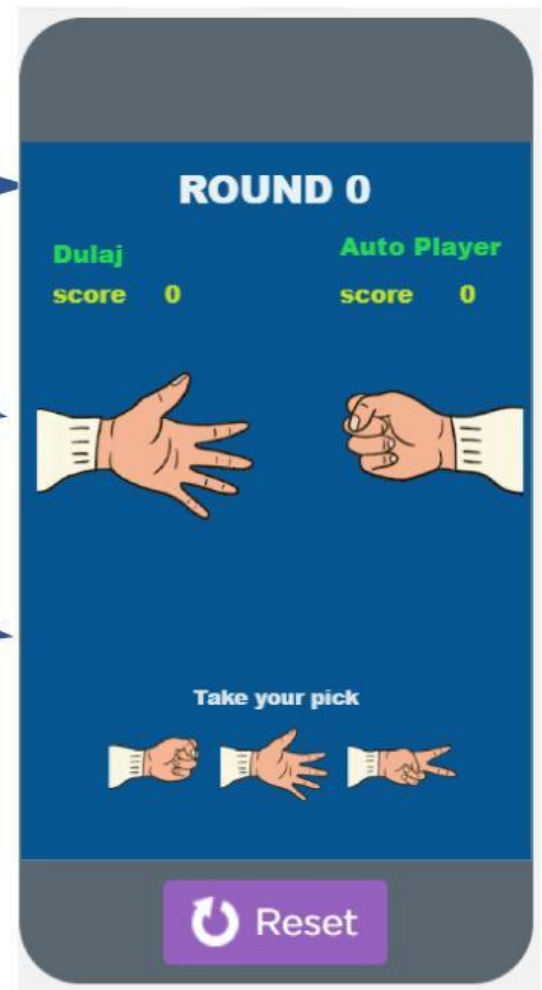 ROUND 0
Dulaj Auto Player
score 0 score 0
Take your pick
Reset